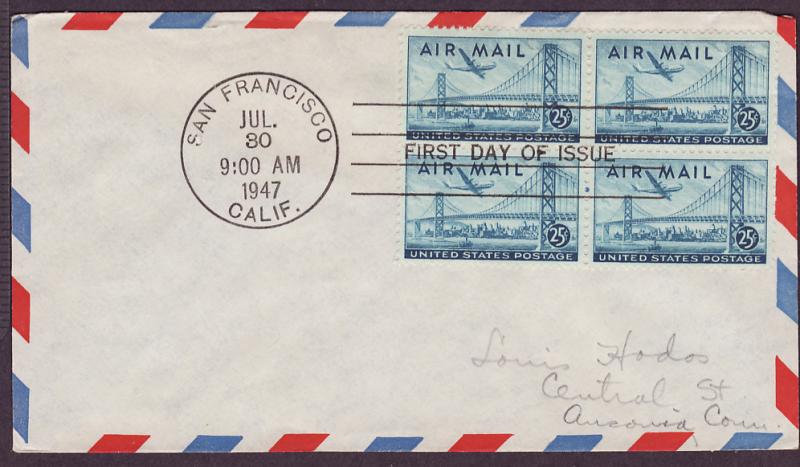 SAN FRANCISCO
JUL.
30
9:00 AM
1947
CALIF.
FIRST DAY OF ISSUE
AIR MAIL
25¢
UNITED STATES POSTAGE
AIR MAIL
25¢
UNITED STATES POSTAGE
AIR MAIL
25¢
UNITED STATES POSTAGE
AIR MAIL
25¢
UNITED STATES POSTAGE
Louis Hodos
Central St
Ansonia, Conn.